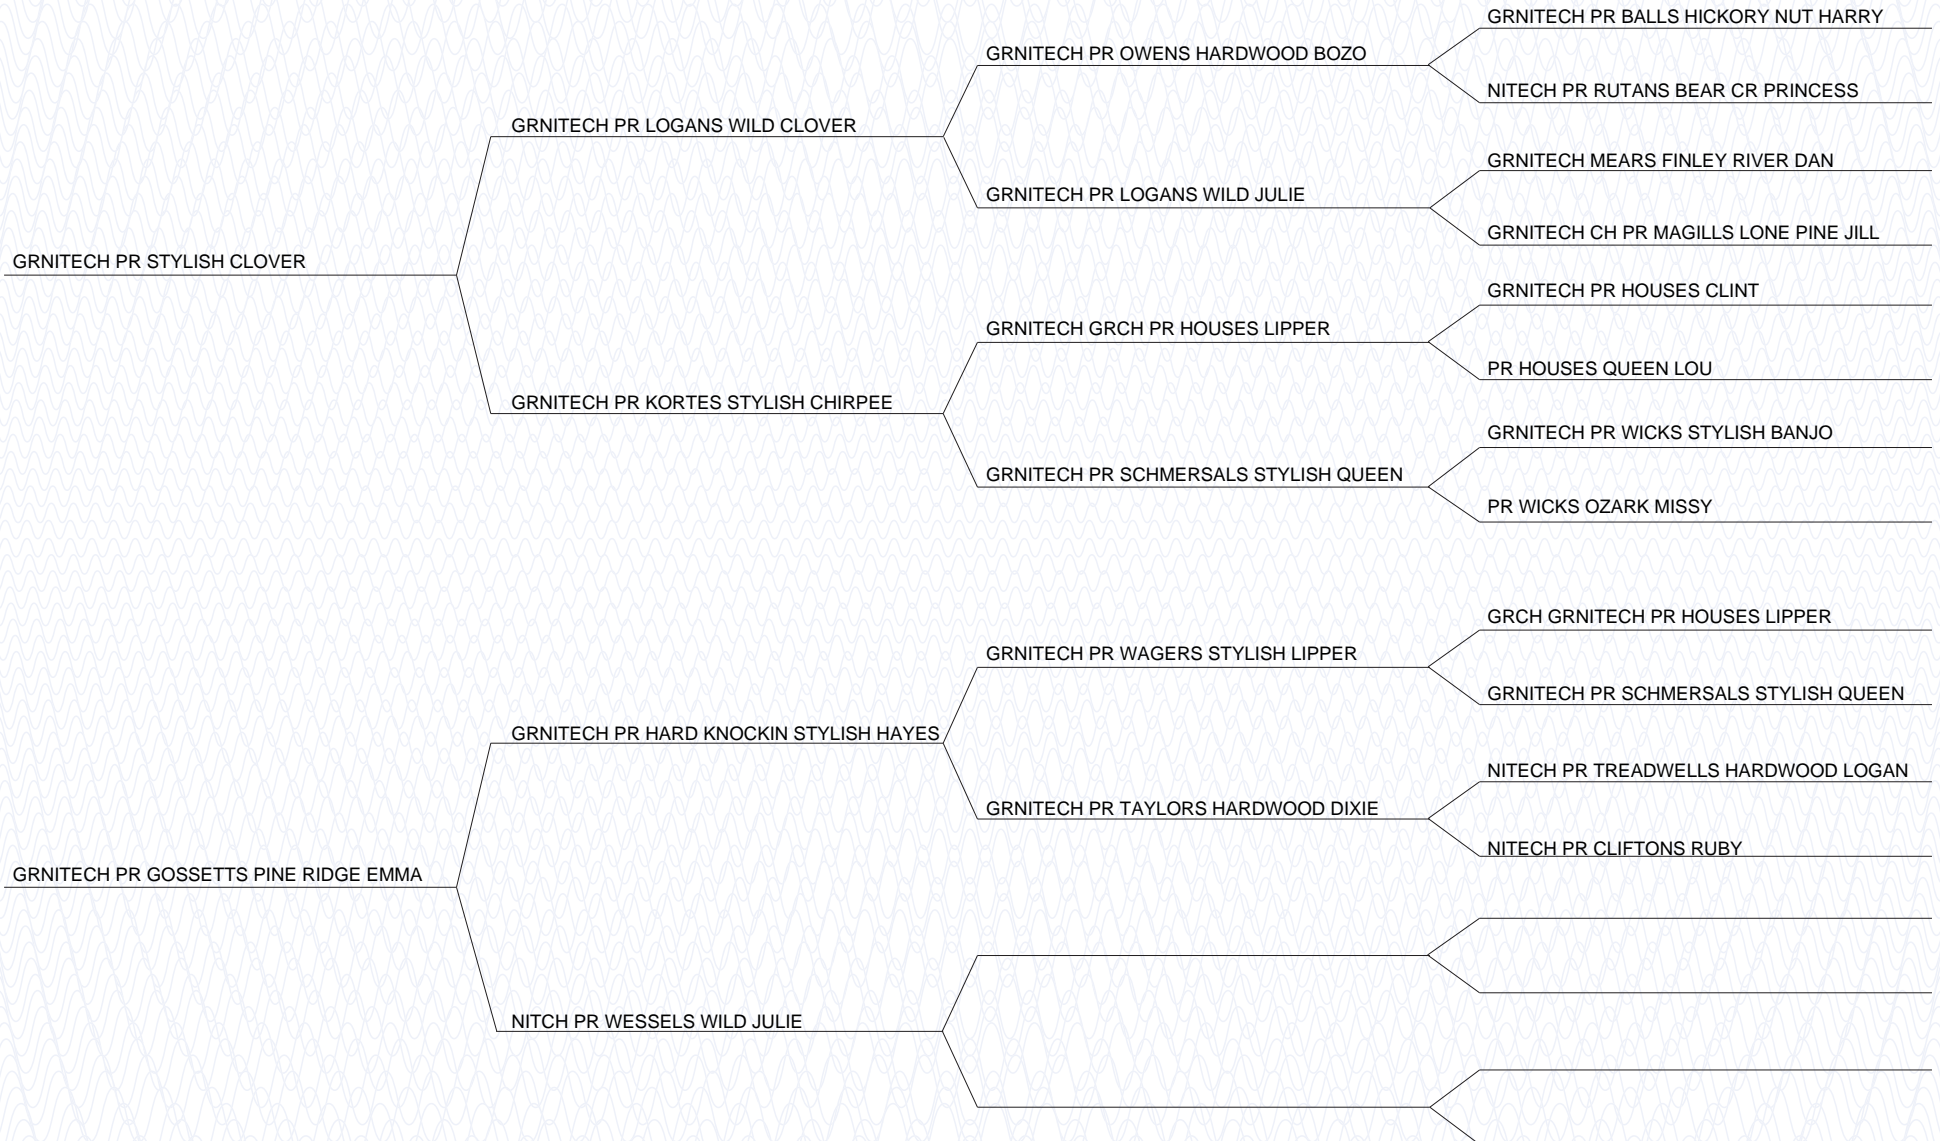 GRNITECH PR BALLS HICKORY NUT HARRY
GRNITECH PR OWENS HARDWOOD BOZO
NITECH PR RUTANS BEAR CR PRINCESS
GRNITECH PR LOGANS WILD CLOVER
GRNITECH MEARS FINLEY RIVER DAN
GRNITECH PR LOGANS WILD JULIE
GRNITECH CH PR MAGILLS LONE PINE JILL
GRNITECH PR STYLISH CLOVER
GRNITECH PR HOUSES CLINT
GRNITECH GRCH PR HOUSES LIPPER
PR HOUSES QUEEN LOU
GRNITECH PR KORTES STYLISH CHIRPEE
GRNITECH PR WICKS STYLISH BANJO
GRNITECH PR SCHMERSALS STYLISH QUEEN
PR WICKS OZARK MISSY
GRCH GRNITECH PR HOUSES LIPPER
GRNITECH PR WAGERS STYLISH LIPPER
GRNITECH PR SCHMERSALS STYLISH QUEEN
GRNITECH PR HARD KNOCKIN STYLISH HAYES
NITECH PR TREADWELLS HARDWOOD LOGAN
GRNITECH PR TAYLORS HARDWOOD DIXIE
NITECH PR CLIFTONS RUBY
GRNITECH PR GOSSETTS PINE RIDGE EMMA
NITCH PR WESSELS WILD JULIE